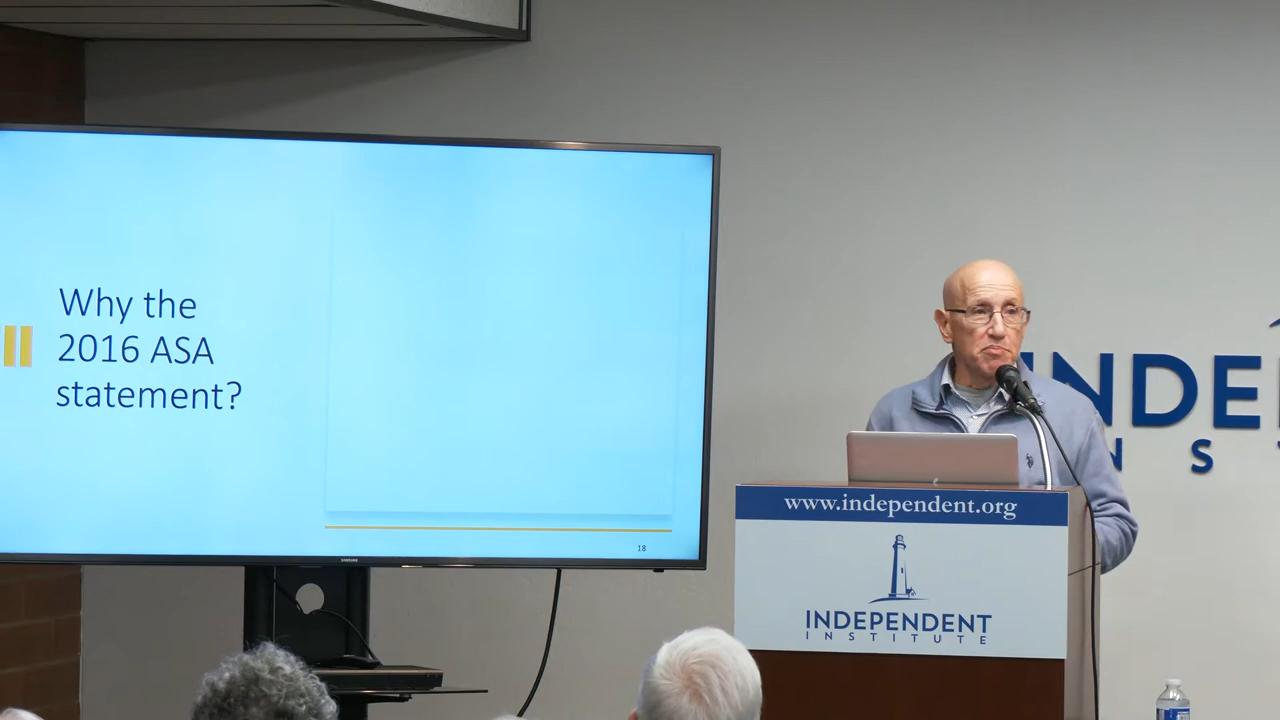 Why the
2016 ASA
statement?
18
SAMSUNG
www.independent.org
INDEPENDENT
INSTITUTE
INDE
N S